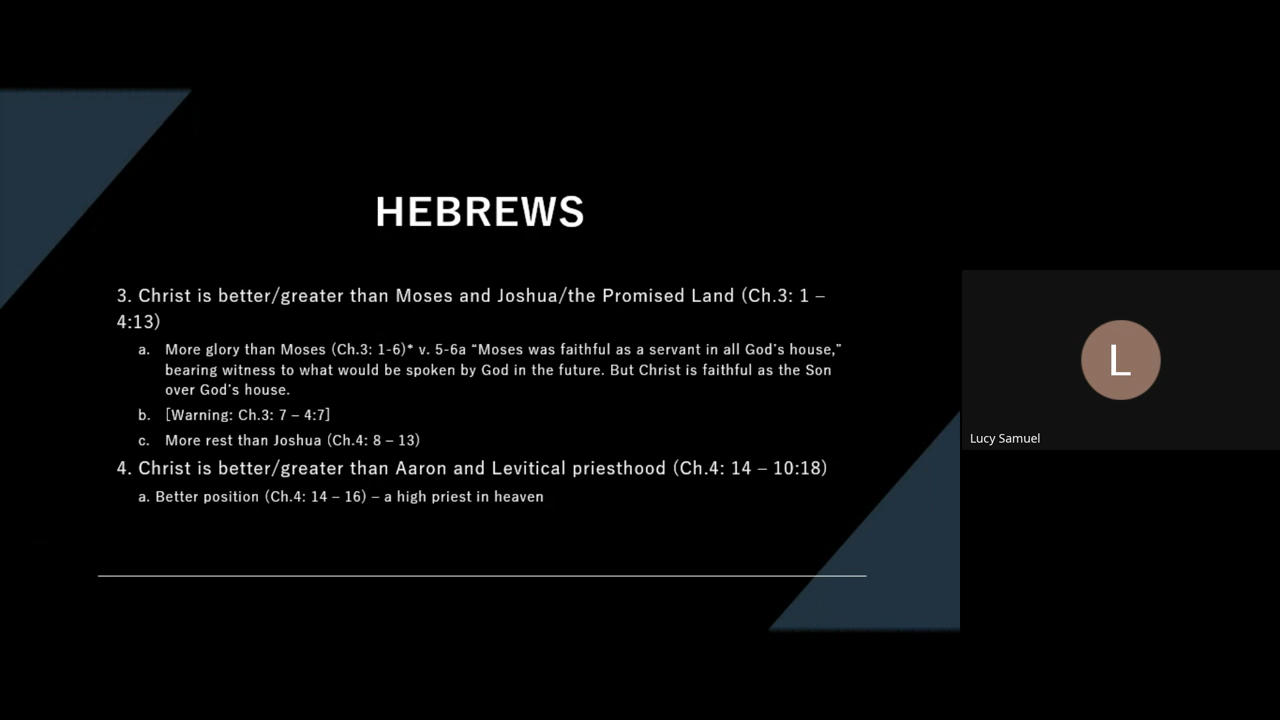 HEBREWS
3. Christ is better/greater than Moses and Joshua/the Promised Land (Ch.3: 1 –
4:13)
a. More glory than Moses (Ch.3: 1-6)* v. 5-6a “Moses was faithful as a servant in all God’s house,”
bearing witness to what would be spoken by God in the future. But Christ is faithful as the Son
over God’s house.
b. [Warning: Ch.3: 7 – 4:7]
c. More rest than Joshua (Ch.4: 8 – 13)
4. Christ is better/greater than Aaron and Levitical priesthood (Ch.4: 14 – 10:18)
a. Better position (Ch.4: 14 – 16) – a high priest in heaven
L
Lucy Samuel